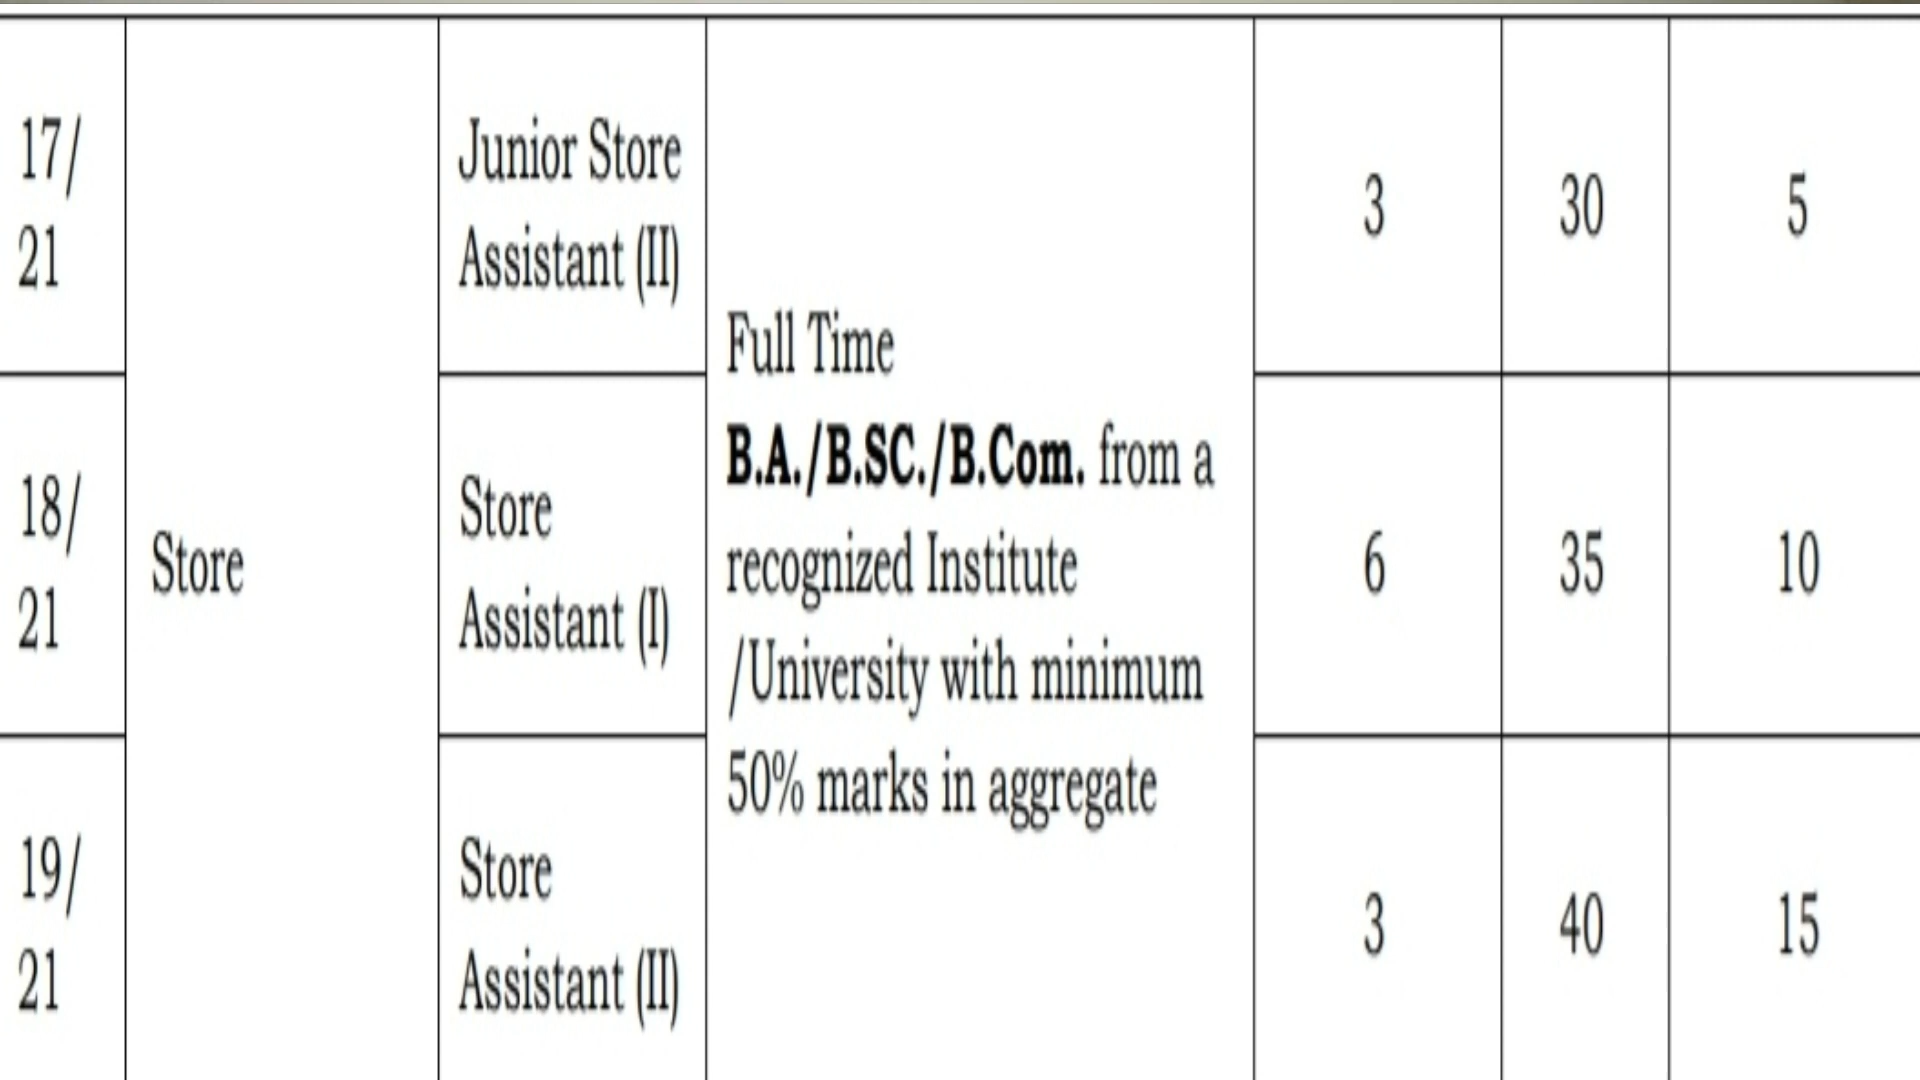 17/
21
Store
Junior Store
Assistant (II)
Full Time
B.A./B.SC./B.Com. from a
recognized Institute
/University with minimum
50% marks in aggregate
3
30
5
18/
21
Store
Assistant (I)
6
35
10
19/
21
Store
Assistant (II)
3
40
15